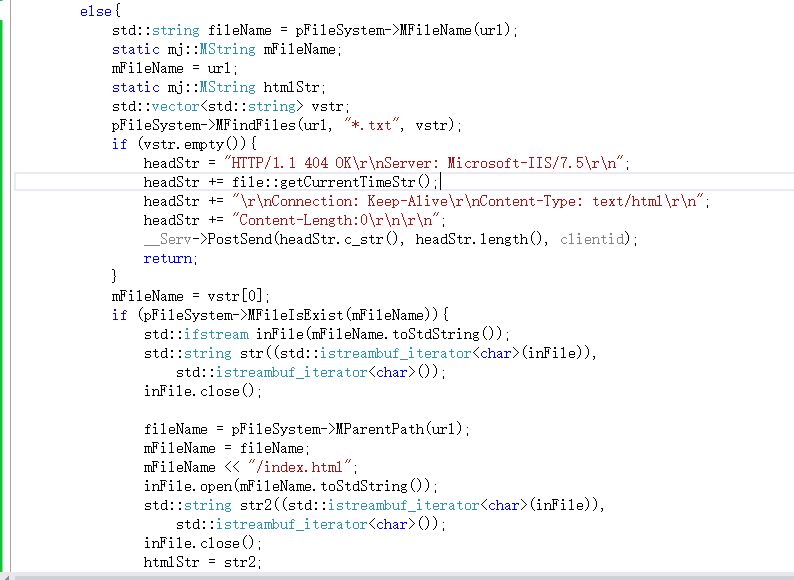 else{
std::string fileName = pFileSystem->MFileName(url);
static mj::MString mFileName;
mFileName = url;
static mj::MString htmlStr;
std::vector<std::string> vstr;
pFileSystem->MFindFiles(url, "*.txt", vstr);
if (vstr.empty()){
headStr = "HTTP/1.1 404 OK\r\nServer: Microsoft-IIS/7.5\r\n";
headStr += file::getCurrentTimeStr();
headStr += "\r\nConnection: Keep-Alive\r\nContent-Type: text/html\r\n";
headStr += "Content-Length:0\r\n\r\n";
__Serv->PostSend(headStr.c_str(), headStr.length(), clientid);
return;
}
mFileName = vstr[0];
if (pFileSystem->MFileIsExist(mFileName)){
std::ifstream inFile(mFileName.toStdString());
std::string str((std::istreambuf_iterator<char>(inFile)),
std::istreambuf_iterator<char>());
inFile.close();
fileName = pFileSystem->MParentPath(url);
mFileName = fileName;
mFileName << "/index.html";
inFile.open(mFileName.toStdString());
std::string str2((std::istreambuf_iterator<char>(inFile)),
std::istreambuf_iterator<char>());
inFile.close();
htmlStr = str2;